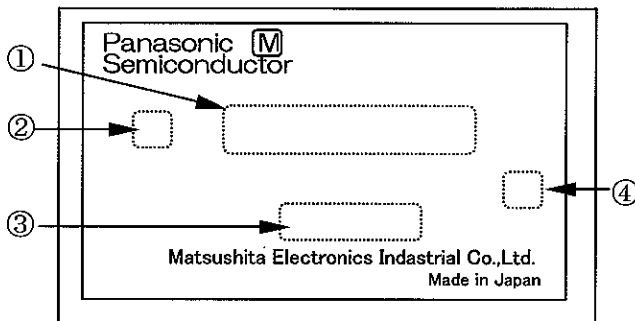 Panasonic M
Semiconductor
①
②
④
③
Matsushita Electronics Indastrial Co.,Ltd.
Made in Japan